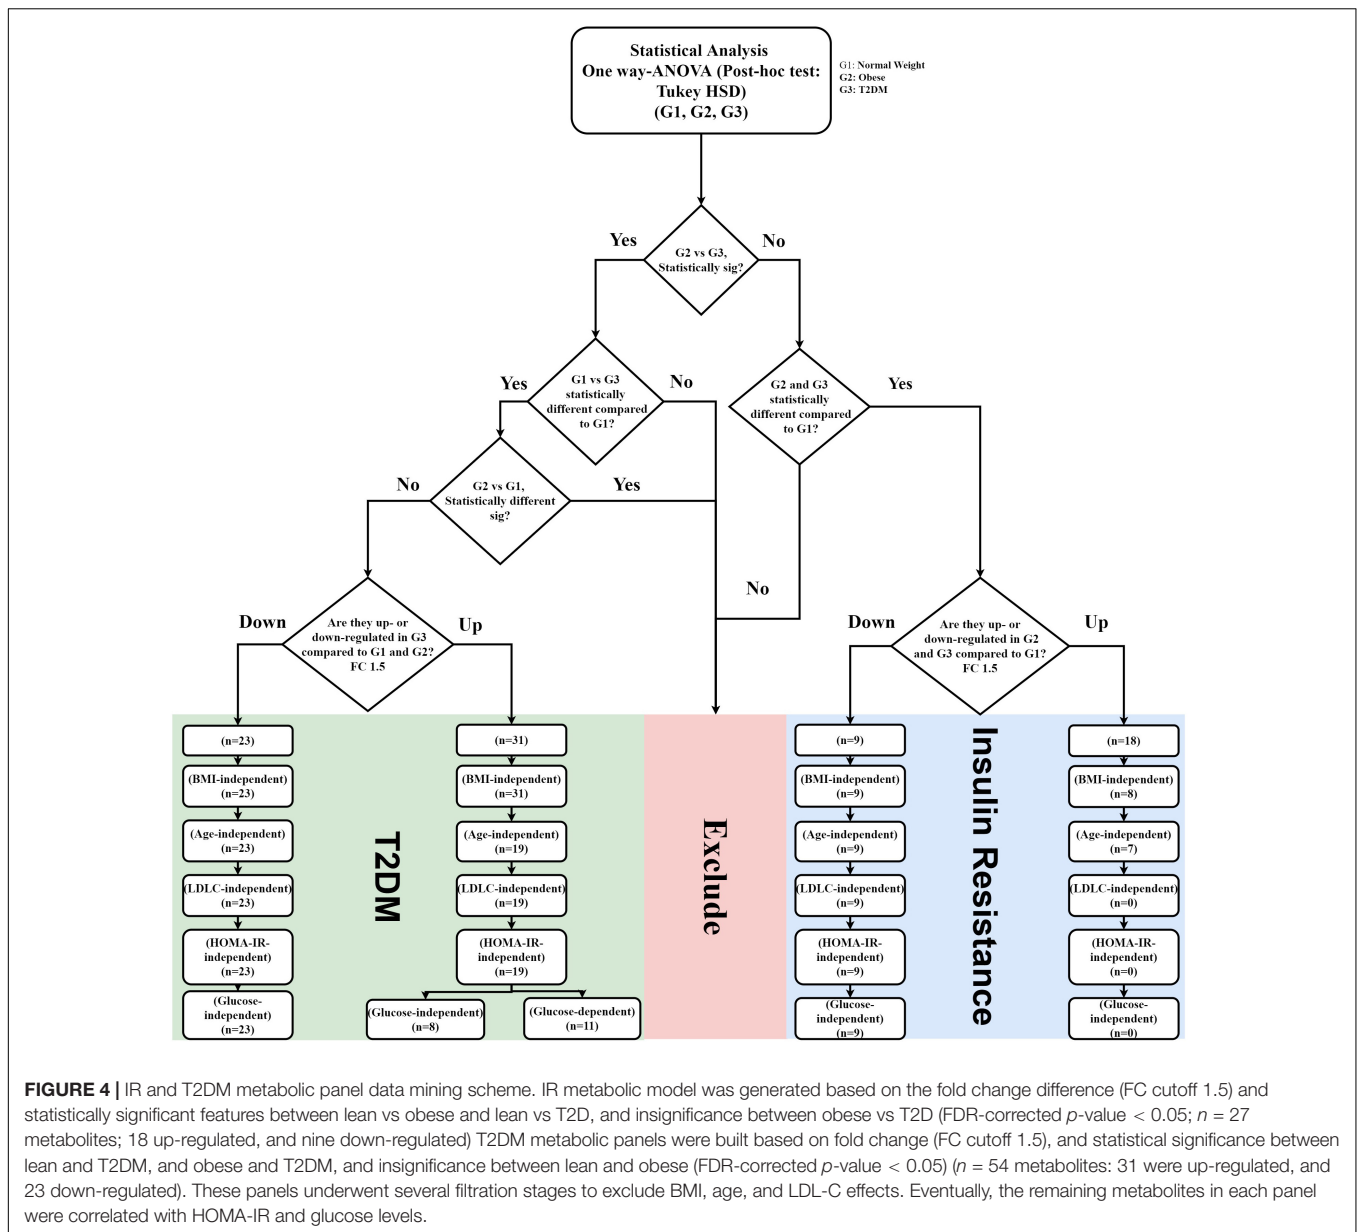 Statistical Analysis
One way-ANOVA (Post-hoc test:
Tukey HSD)
(G1, G2, G3)
G1: Normal Weight
G2: Obese
G3: T2DM
Yes
No
G2 vs G3,
Statistically sig?
Yes
G1 vs G3
statistically
different compared
to G1?
No
G2 and G3
statistically
different compared
to G1?
Yes
No
G2 vs G1,
Statistically different
sig?
Yes
No
Down
Are they up- or
down-regulated in G3
compared to G1 and G2?
FC 1.5
Up
Down
Are they up- or
down-regulated in G2
and G3 compared to G1?
FC 1.5
Up
(n=23)
(BMI-independent)
(n=23)
(Age-independent)
(n=23)
(LDLC-independent)
(n=23)
(HOMA-IR-
independent)
(n=23)
(Glucose-
independent)
(n=23)
T2DM
(n=31)
(BMI-independent)
(n=31)
(Age-independent)
(n=19)
(LDLC-independent)
(n=19)
(HOMA-IR-
independent)
(n=19)
(Glucose-independent)
(n=8)
(Glucose-dependent)
(n=11)
Exclude
(n=9)
(BMI-independent)
(n=9)
(Age-independent)
(n=9)
(LDLC-independent)
(n=9)
(HOMA-IR-
independent)
(n=9)
(Glucose-
independent)
(n=9)
Insulin Resistance
(n=18)
(BMI-independent)
(n=8)
(Age-independent)
(n=7)
(LDLC-independent)
(n=0)
(HOMA-IR-
independent)
(n=0)
(Glucose-
independent)
(n=0)
FIGURE 4 | IR and T2DM metabolic panel data mining scheme. IR metabolic model was generated based on the fold change difference (FC cutoff 1.5) and
statistically significant features between lean vs obese and lean vs T2D, and insignificance between obese vs T2D (FDR-corrected p-value < 0.05; n = 27
metabolites; 18 up-regulated, and nine down-regulated) T2DM metabolic panels were built based on fold change (FC cutoff 1.5), and statistical significance between
lean and T2DM, and obese and T2DM, and insignificance between lean and obese (FDR-corrected p-value < 0.05) (n = 54 metabolites: 31 were up-regulated, and
23 down-regulated). These panels underwent several filtration stages to exclude BMI, age, and LDL-C effects. Eventually, the remaining metabolites in each panel
were correlated with HOMA-IR and glucose levels.